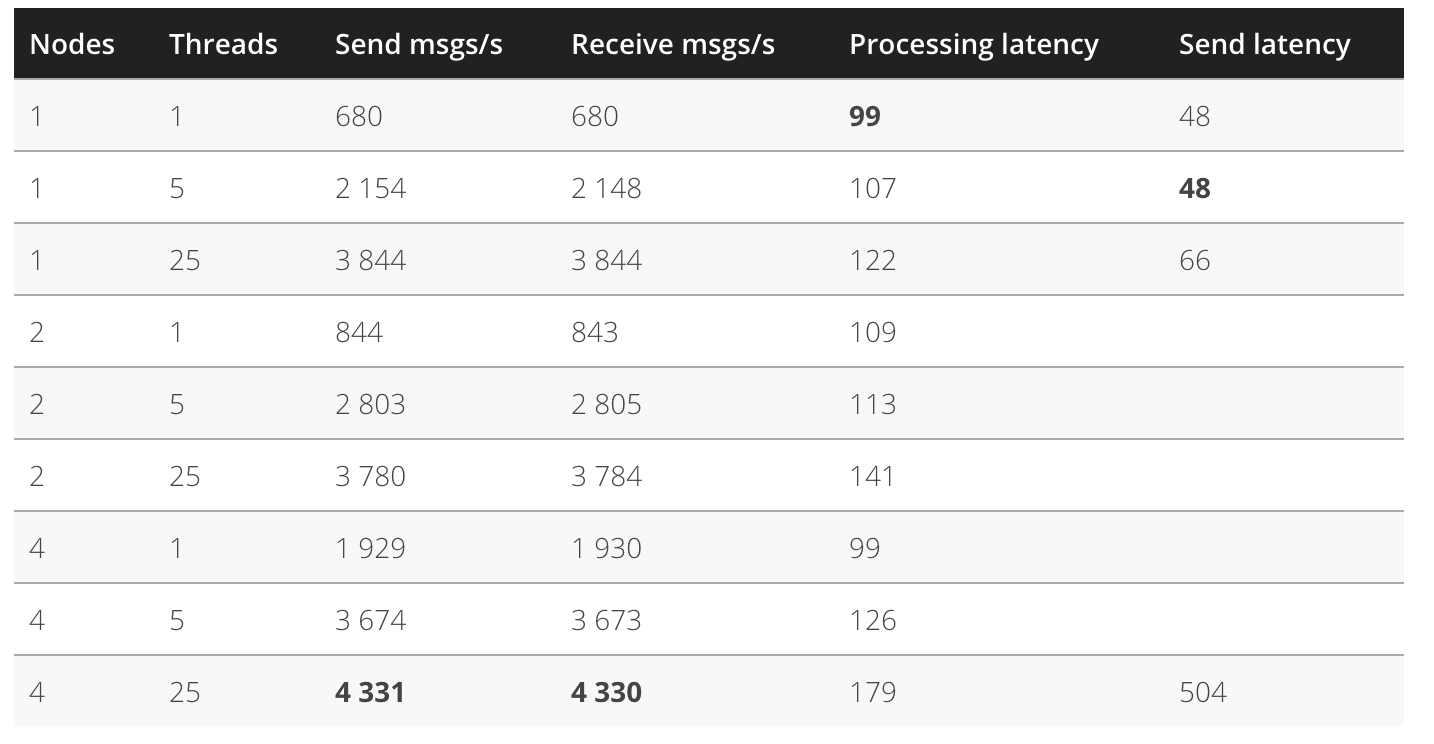 Nodes Threads Send msgs/s Receive msgs/s Processing latency Send latency
1 1 680 680 99 48
1 5 2 154 2 148 107 48
1 25 3 844 3 844 122 66
2 1 844 843 109
2 5 2 803 2 805 113
2 25 3 780 3 784 141
4 1 1 929 1 930 99
4 5 3 674 3 673 126
4 25 4 331 4 330 179 504